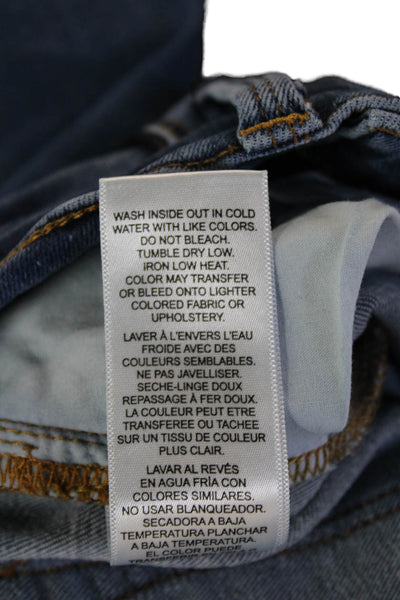 WASH INSIDE OUT IN COLD
WATER WITH LIKE COLORS.
DO NOT BLEACH.
TUMBLE DRY LOW.
IRON LOW HEAT.
COLOR MAY TRANSFER
OR BLEED ONTO LIGHTER
COLORED FABRIC OR
UPHOLSTERY.
LAVER À L'ENVERS L'EAU
FROIDE AVEC DES
COULEURS SEMBLABLES.
NE PAS JAVELLISER.
SECHE-LINGE DOUX
REPASSAGE À FER DOUX.
LA COULEUR PEUT ETRE
TRANSFEREE OU TACHEE
SUR UN TISSU DE COULEUR
PLUS CLAIR.
LAVAR AL REVÉS
EN AGUA FRÍA CON
COLORES SIMILARES.
NO USAR BLANQUEADOR.
SECADORA A BAJA
TEMPERATURA PLANCHAR
A BAJA TEMPERATURA.
EL COLOR PUEDE